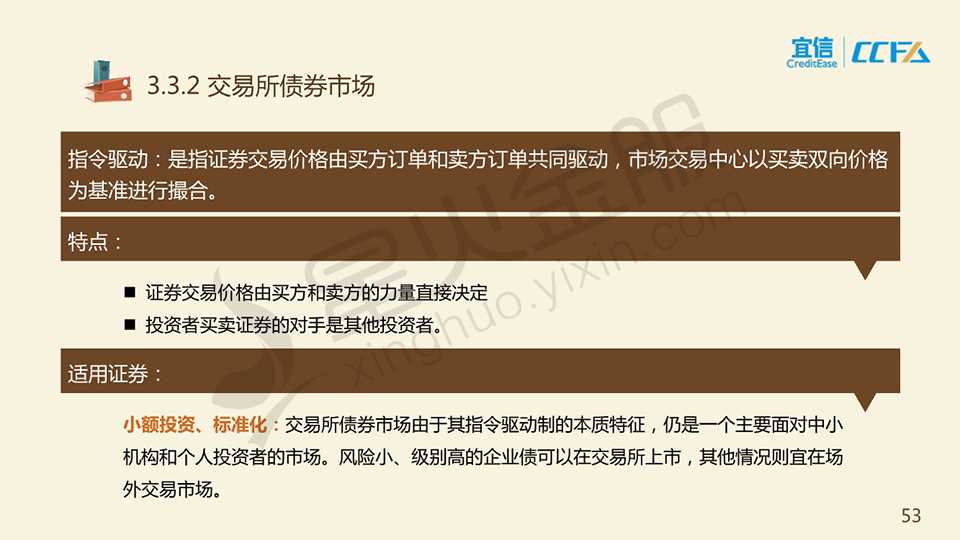 宜信
CreditEase
CCFA
3.3.2 交易所债券市场
指令驱动：是指证券交易价格由买方订单和卖方订单共同驱动，市场交易中心以买卖双向价格
为基准进行撮合。
特点：
■ 证券交易价格由买方和卖方的力量直接决定
■ 投资者买卖证券的对手是其他投资者。
适用证券：
小额投资、标准化：交易所债券市场由于其指令驱动制的本质特征，仍是一个主要面对中小
机构和个人投资者的市场。风险小、级别高的企业债可以在交易所上市，其他情况则宜在场
外交易市场。
星火金服
xinghuo.yixin.com
53